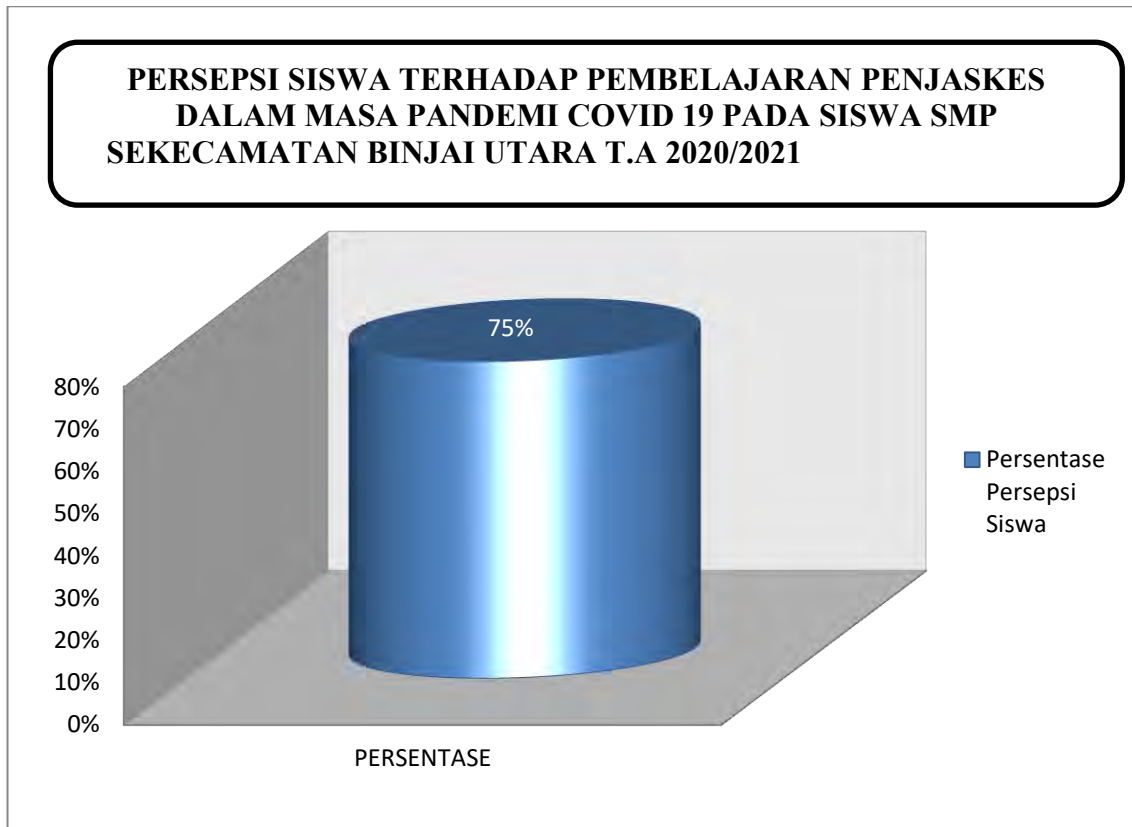 PERSEPSI SISWA TERHADAP PEMBELAJARAN PENJASKES
DALAM MASA PANDEMI COVID 19 PADA SISWA SMP
SEKECAMATAN BINJAI UTARA T.A 2020/2021
75%
80%
70%
60%
50%
40%
30%
20%
10%
0%
PERSENTASE
Persentase
Persepsi
Siswa